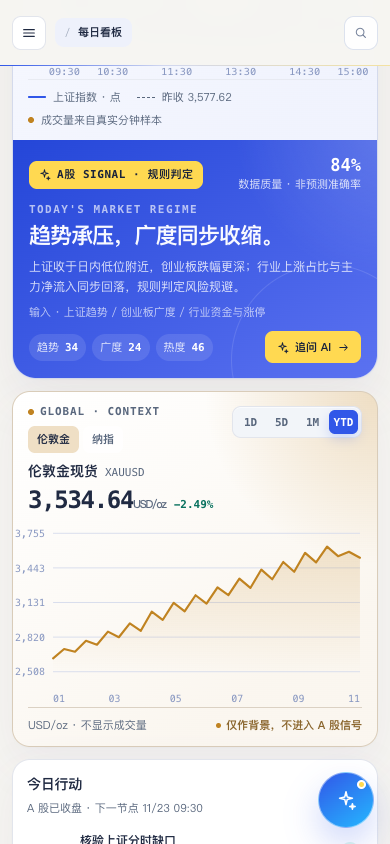 / 每日看板
09:30 10:30 11:30 13:30 14:30 15:00
上证指数 · 点 昨收 3,577.62
成交量来自真实分钟样本
A股 SIGNAL · 规则判定
84%
数据质量 · 非预测准确率
TODAY'S MARKET REGIME
趋势承压，广度同步收缩。
上证收于日内低位附近，创业板跌幅更深；行业上涨占比与主
力净流入同步回落，规则判定风险规避。
输入 · 上证趋势 / 创业板广度 / 行业资金与涨停
趋势 34 广度 24 热度 46 追问 AI →
GLOBAL · CONTEXT
1D 5D 1M YTD
伦敦金 纳指
伦敦金现货 XAUUSD
3,534.64 USD/oz −2.49%
3,755
3,443
3,131
2,820
2,508
01 03 05 07 09 11
USD/oz · 不显示成交量 仅作背景，不进入 A 股信号
今日行动
A 股已收盘 · 下一节点 11/23 09:30
核验上证分时缺口